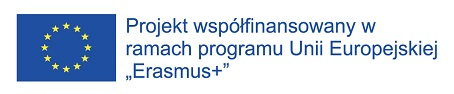 Projekt współfinansowany w
ramach programu Unii Europejskiej
„Erasmus+”